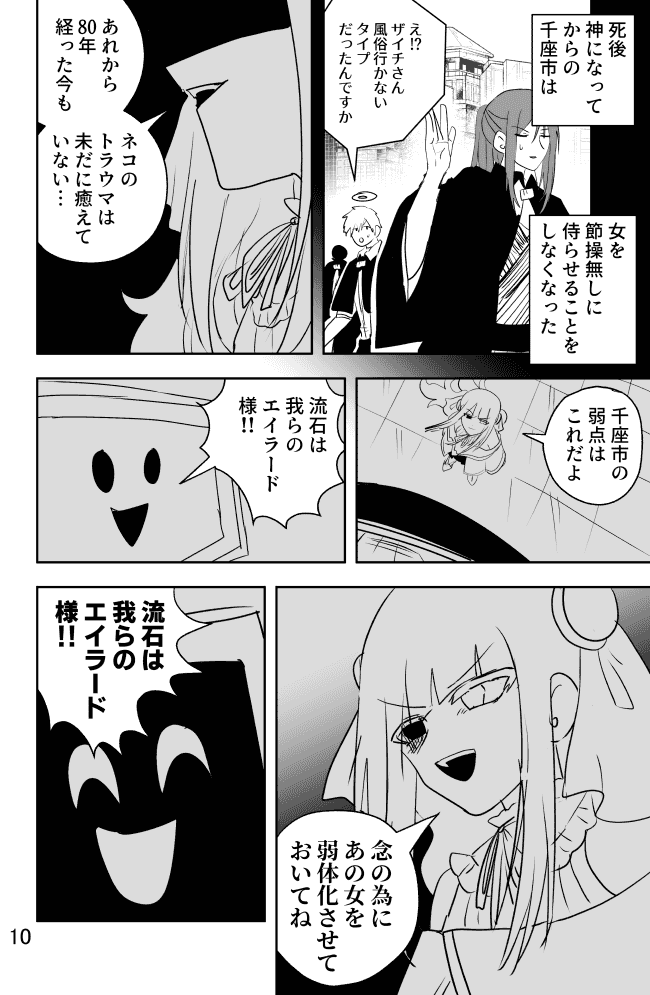 死後
神になって
からの
千座市は
え!?
ザイチさん
風俗行かない
タイプ
だったんですか
女を
節操無しに
侍らせることを
しなくなった
あれから
80年
経った今も
ネコの
トラウマは
未だに癒えて
いない…
千座市の
弱点は
これだよ
流石は
我らの
エイラード
様!!
念の為に
あの女を
弱体化させて
おいてね
流石は
我らの
エイラード
様!!
10